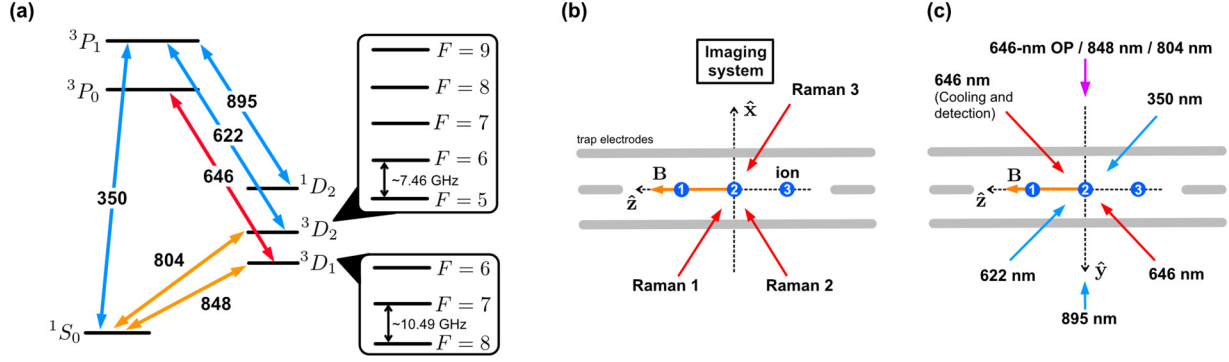 (a)
³P₁
³P₀
895
622
646
350
¹D₂
³D₂
³D₁
804
848
¹S₀
F = 9
F = 8
F = 7
F = 6
~7.46 GHz
F = 5
F = 6
F = 7
~10.49 GHz
F = 8
(b)
Imaging
system
x̂
Raman 3
trap electrodes
B
ion
ẑ
1
2
3
Raman 1
Raman 2
(c)
646-nm OP / 848 nm / 804 nm
646 nm
(Cooling and
detection)
350 nm
B
ẑ
1
2
3
622 nm
ŷ
646 nm
895 nm